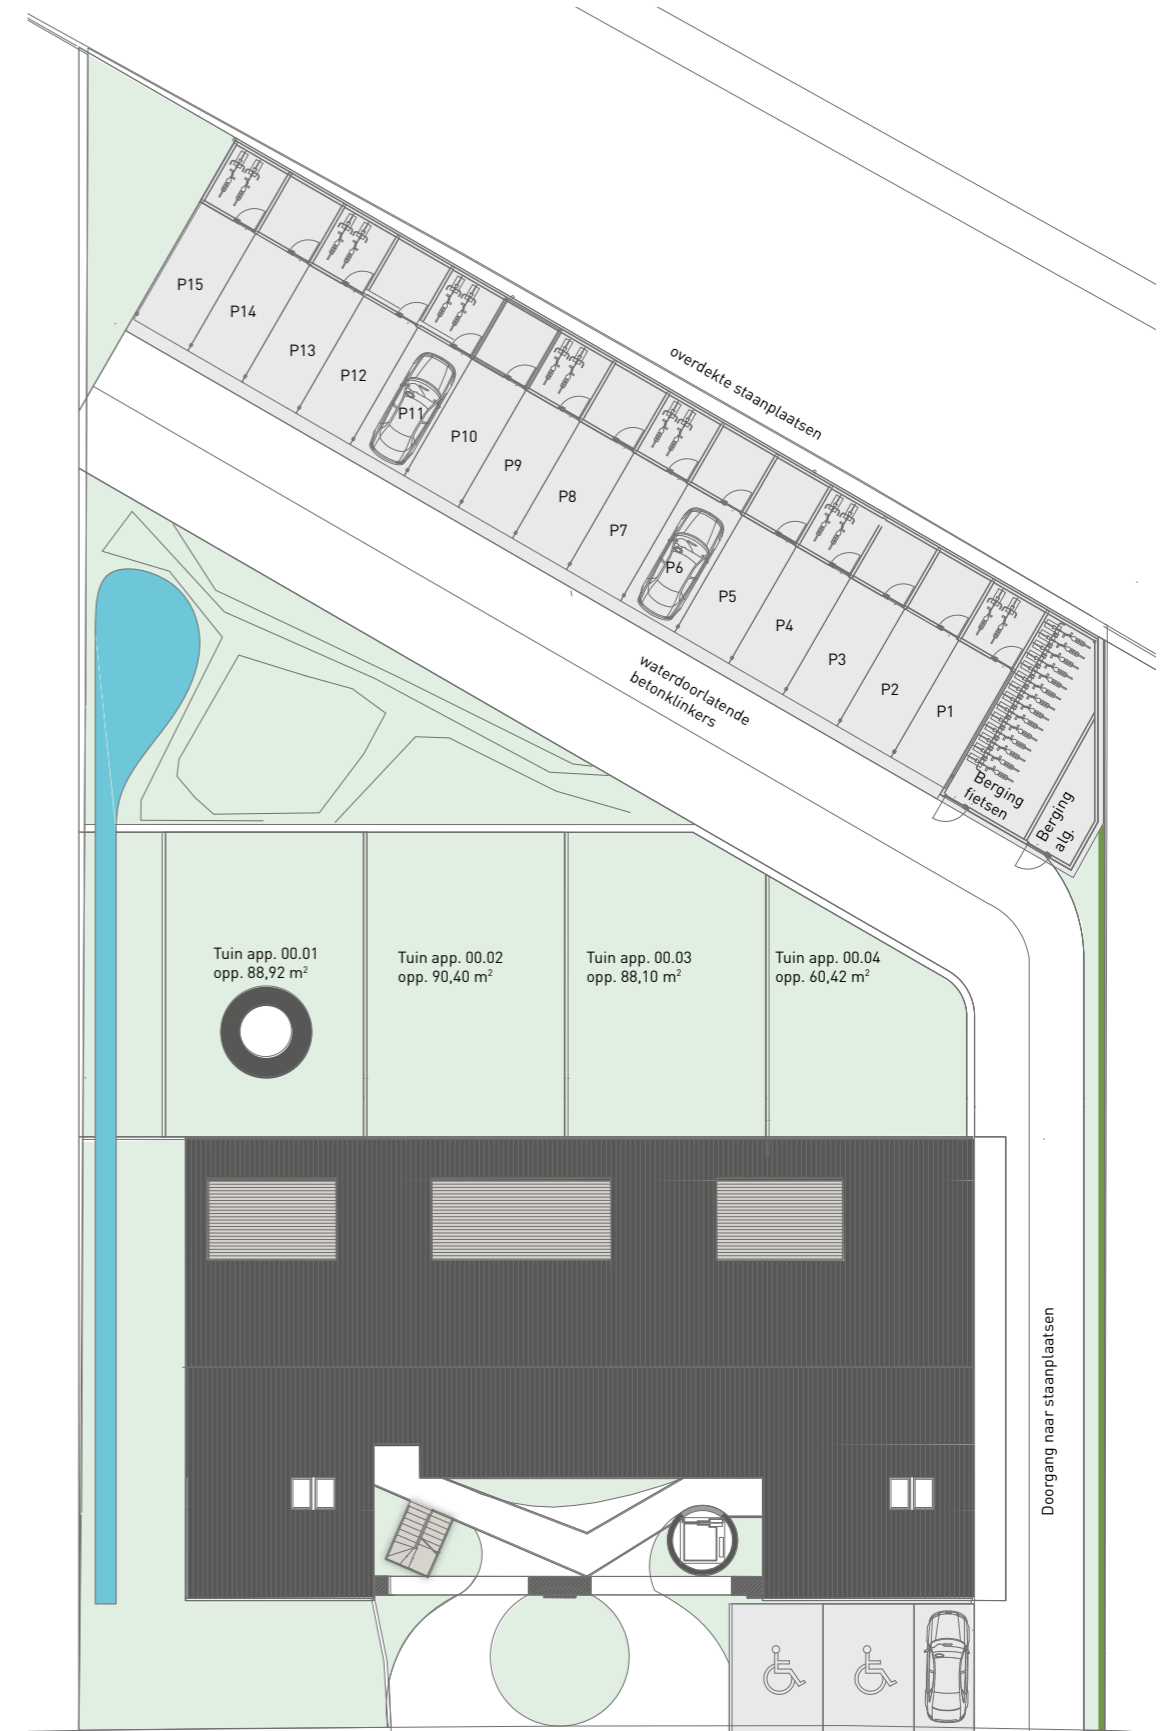 overdekte staanplaatsen
P15
P14
P13
P12
P11
P10
P9
P8
P7
P6
P5
P4
P3
P2
P1
waterdoorlatende
betonklinkers
Berging
fietsen
Berging
alg.
Tuin app. 00.01
opp. 88,92 m²
Tuin app. 00.02
opp. 90,40 m²
Tuin app. 00.03
opp. 88,10 m²
Tuin app. 00.04
opp. 60,42 m²
Doorgang naar staanplaatsen